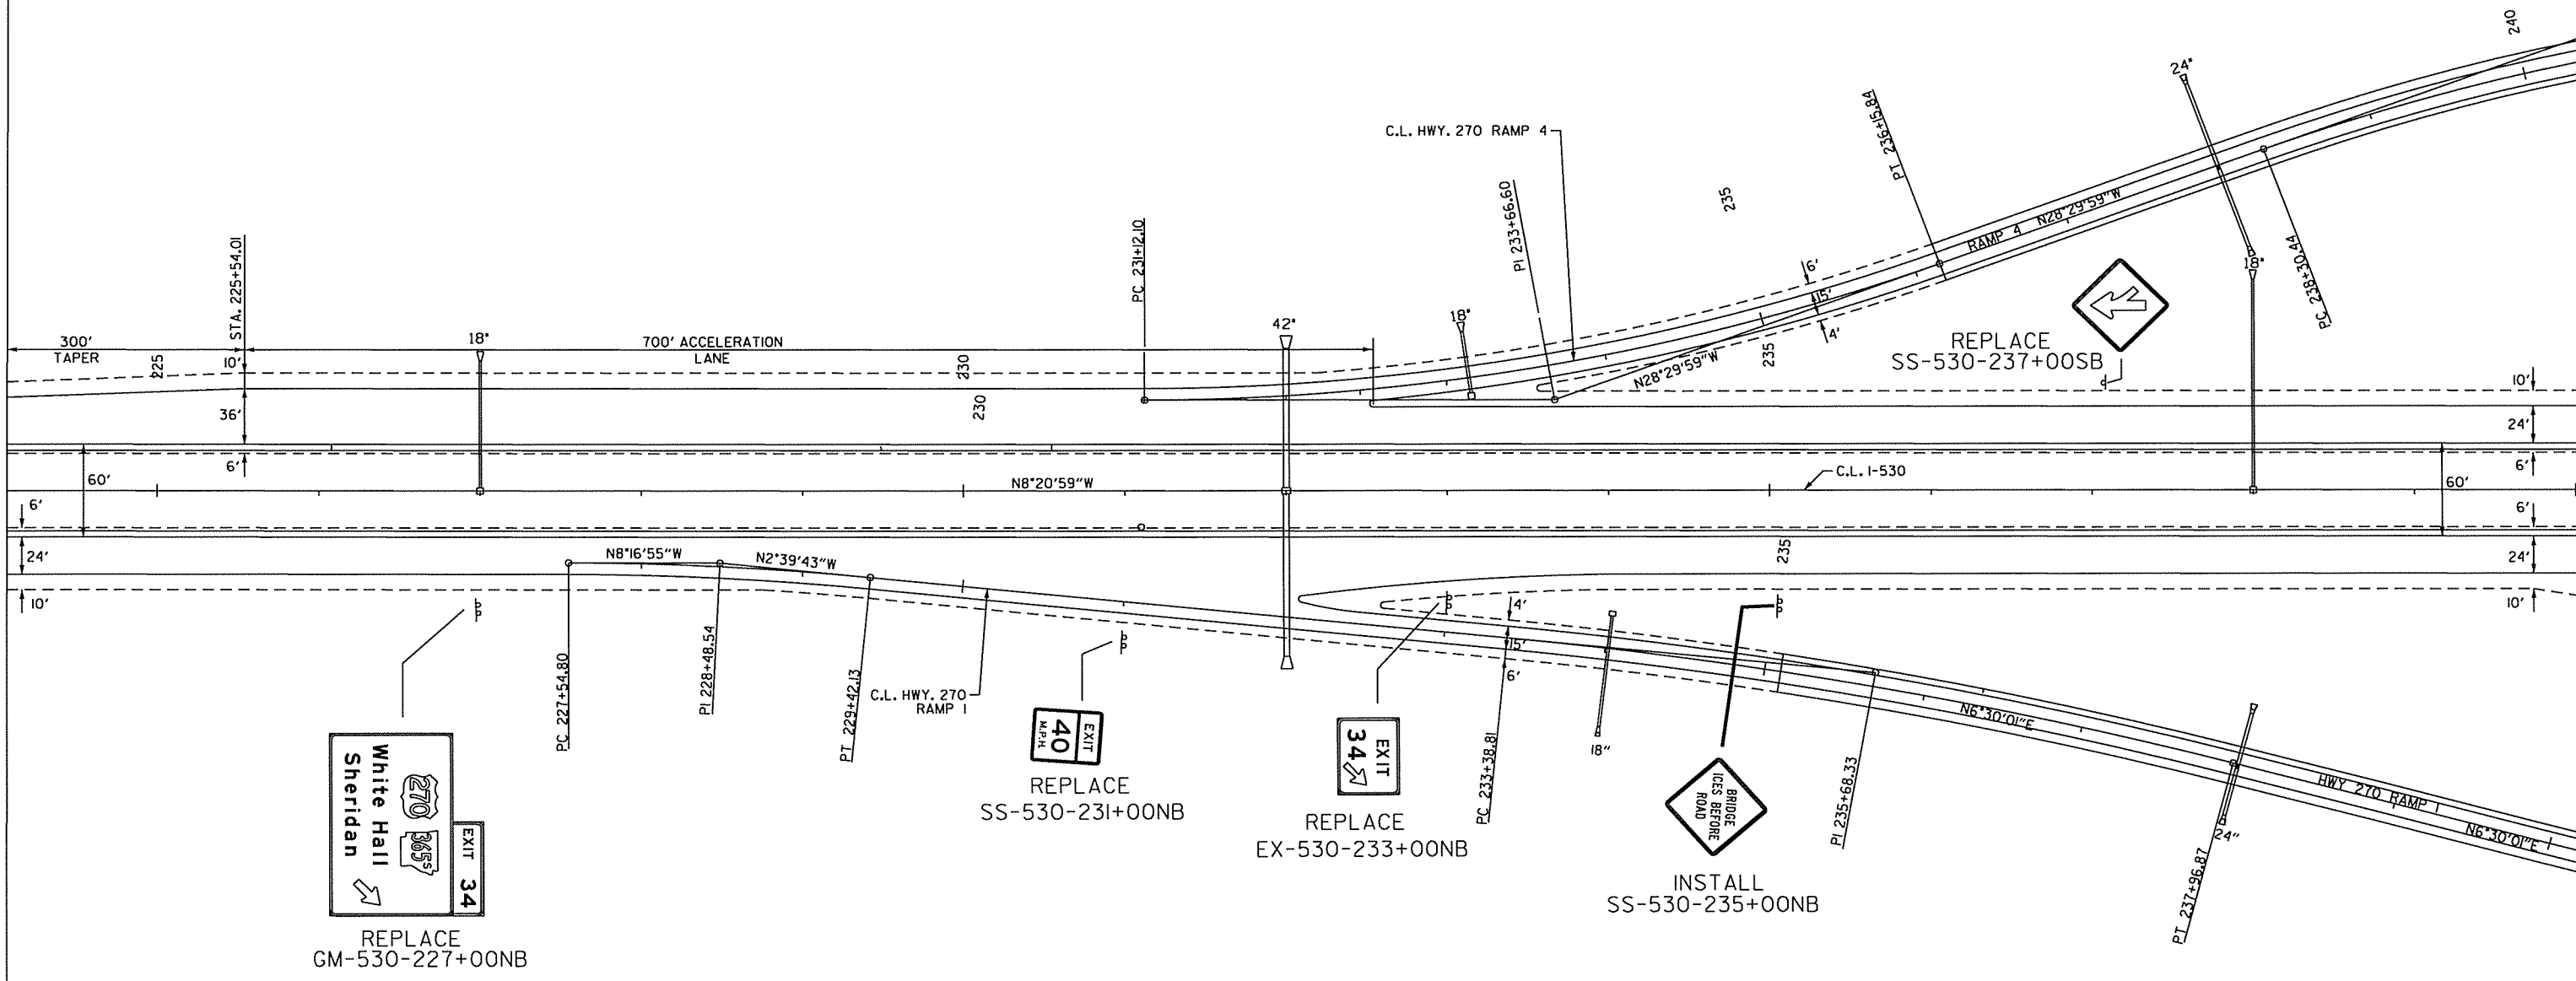 240
24"
C.L. HWY. 270 RAMP 4
PT 236+15.84
235
PI 233+66.60
PC 231+12.10
STA. 225+54.01
N28°29'59"W
RAMP 4
PC 238+30.44
6'
15'
4'
18"
REPLACE
SS-530-237+00SB
300'
TAPER
700' ACCELERATION
LANE
18"
42"
18"
225
230
235
N28°29'59"W
10'
36'
6'
230
10'
24'
6'
60'
N8°20'59"W
C.L. I-530
60'
6'
24'
10'
6'
24'
10'
N8°16'55"W
N2°39'43"W
235
PC 227+54.80
PI 228+48.54
PT 229+42.13
C.L. HWY. 270
RAMP 1
4'
15'
6'
18"
PC 233+38.81
PI 235+68.33
N6°30'01"E
HWY 270 RAMP 1
N6°30'01"E
24"
PT 237+96.87
EXIT 34
270
365S
White Hall
Sheridan
REPLACE
GM-530-227+00NB
EXIT
40
M.P.H.
REPLACE
SS-530-231+00NB
EXIT
34
REPLACE
EX-530-233+00NB
BRIDGE
ICES BEFORE
ROAD
INSTALL
SS-530-235+00NB